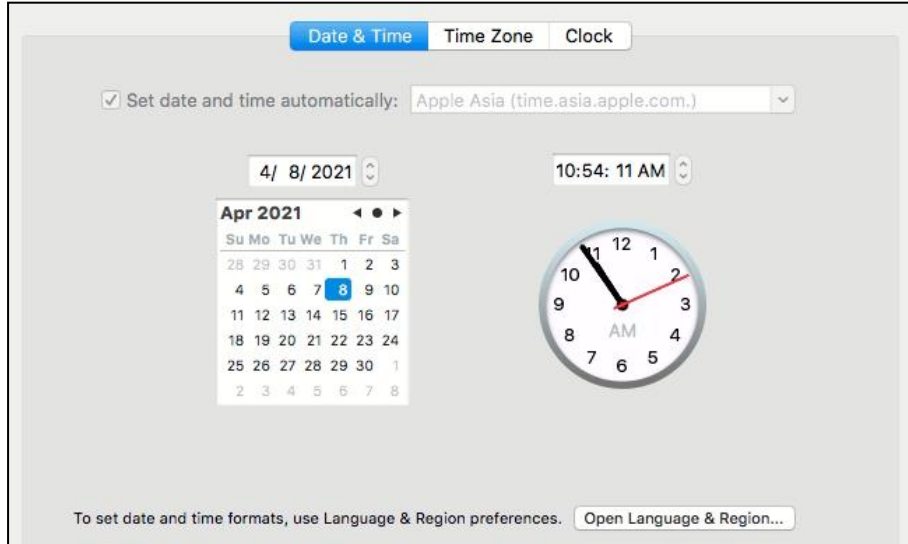 Date & Time Time Zone Clock
Set date and time automatically: Apple Asia (time.asia.apple.com.)
4/ 8/ 2021
10:54: 11 AM
Apr 2021
Su Mo Tu We Th Fr Sa
28 29 30 31 1 2 3
4 5 6 7 8 9 10
11 12 13 14 15 16 17
18 19 20 21 22 23 24
25 26 27 28 29 30 1
2 3 4 5 6 7 8
12
11 1
10 2
9 3
AM
8 4
7 5
6
To set date and time formats, use Language & Region preferences. Open Language & Region...